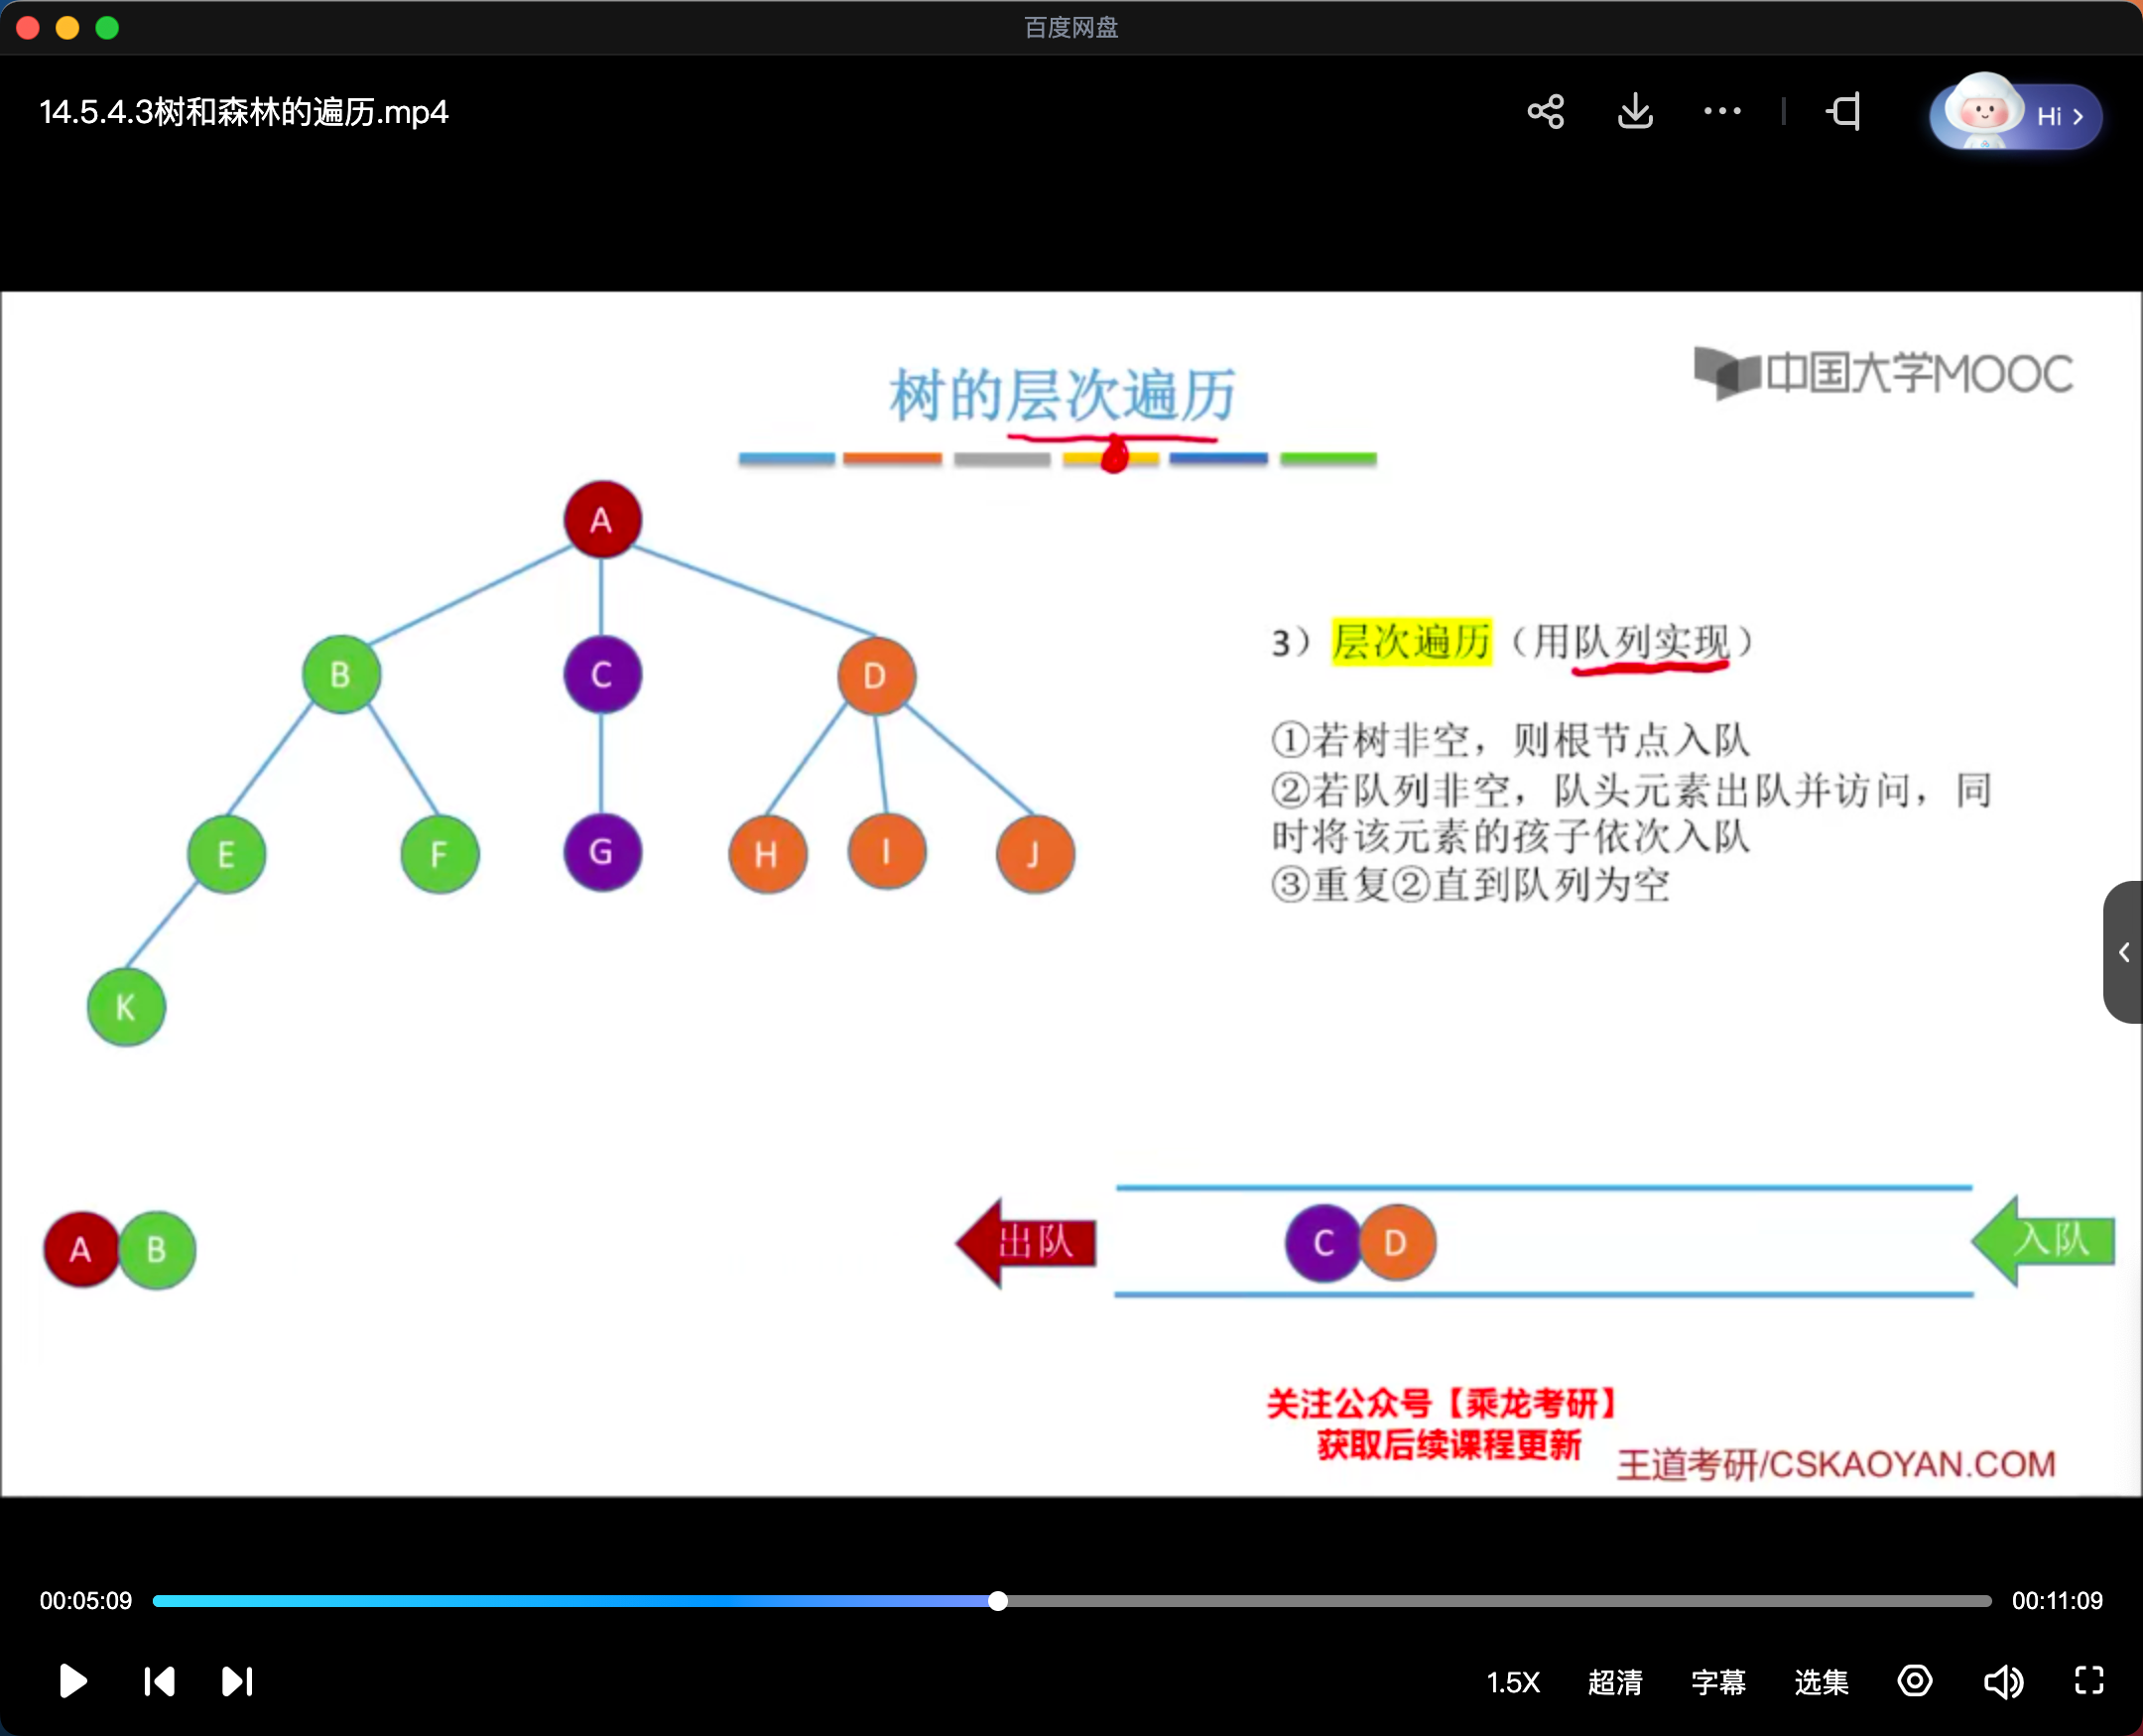 百度网盘
14.5.4.3树和森林的遍历.mp4
Hi
中国大学MOOC
树的层次遍历
A
B
C
D
E
F
G
H
I
J
K
3）层次遍历（用队列实现）
①若树非空，则根节点入队
②若队列非空，队头元素出队并访问，同
时将该元素的孩子依次入队
③重复②直到队列为空
A
B
出队
C
D
入队
关注公众号【乘龙考研】
获取后续课程更新
王道考研/CSKAOYAN.COM
00:05:09
00:11:09
1.5X
超清
字幕
选集